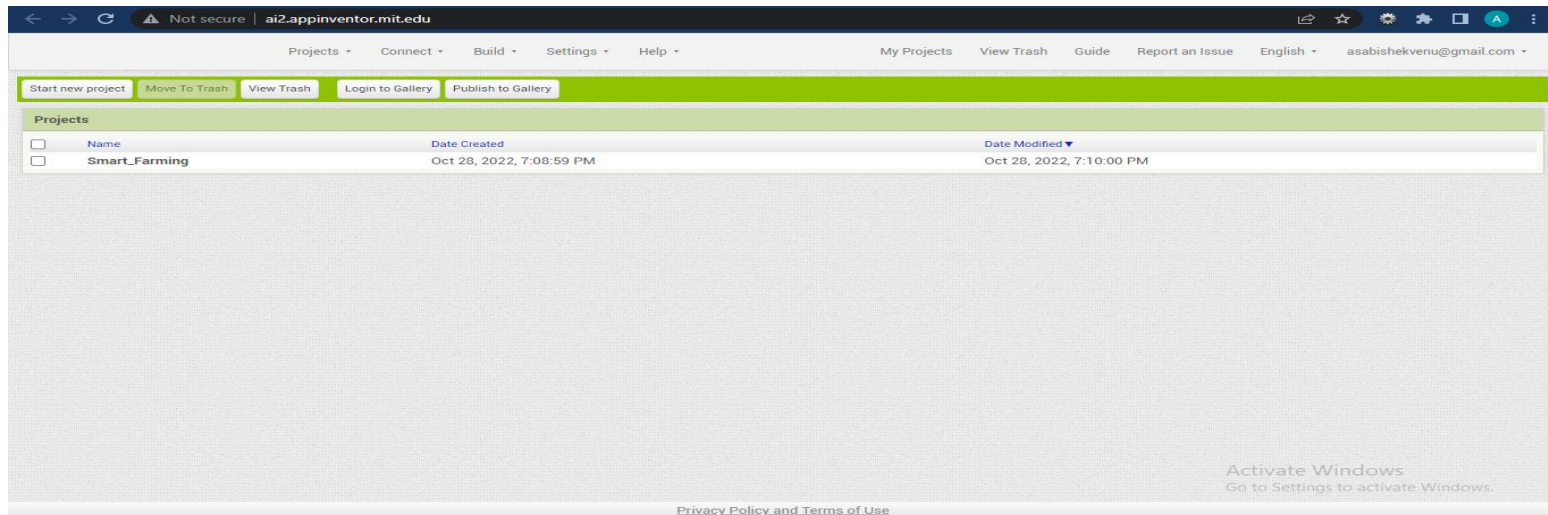 Not secure | ai2.appinventor.mit.edu A
Projects Connect Build Settings Help My Projects View Trash Guide Report an Issue English asabishekvenu@gmail.com
Start new project Move To Trash View Trash Login to Gallery Publish to Gallery
Projects
Name Date Created Date Modified
Smart_Farming Oct 28, 2022, 7:08:59 PM Oct 28, 2022, 7:10:00 PM
Activate Windows
Go to Settings to activate Windows.
Privacy Policy and Terms of Use